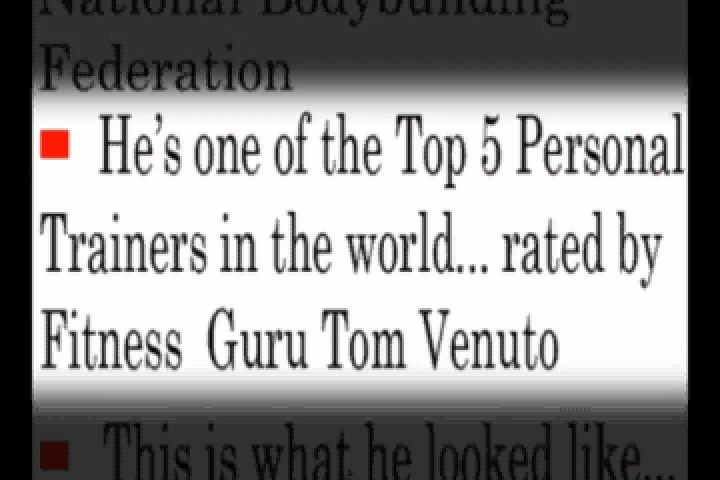 National Bodybuilding
Federation
He's one of the Top 5 Personal
Trainers in the world... rated by
Fitness Guru Tom Venuto
This is what he looked like...